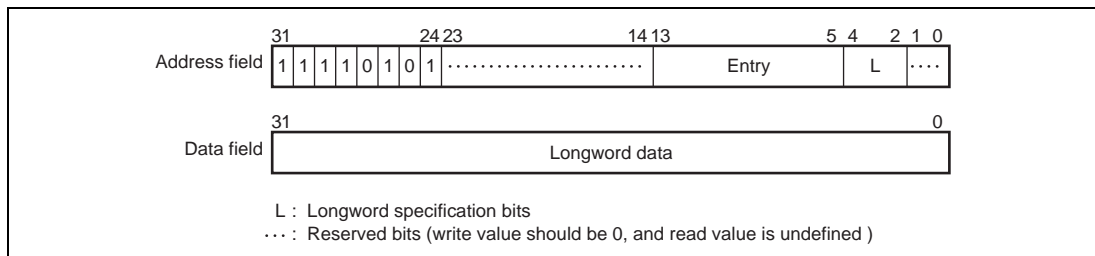 31 24 23 14 13 5 4 2 1 0
Address field 1 1 1 1 0 1 0 1 ........................ Entry L ....
31 0
Data field Longword data
L : Longword specification bits
... : Reserved bits (write value should be 0, and read value is undefined )